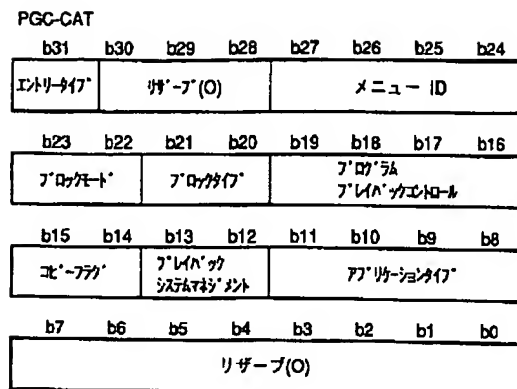 PGC-CAT
b31 b30 b29 b28 b27 b26 b25 b24
エントリータイプ リザーブ(O) メニュー ID
b23 b22 b21 b20 b19 b18 b17 b16
ブロックモード ブロックタイプ プログラム
プレイバックコントロール
b15 b14 b13 b12 b11 b10 b9 b8
コピーフラグ プレイバック
システムマネジメント アプリケーションタイプ
b7 b6 b5 b4 b3 b2 b1 b0
リザーブ(O)